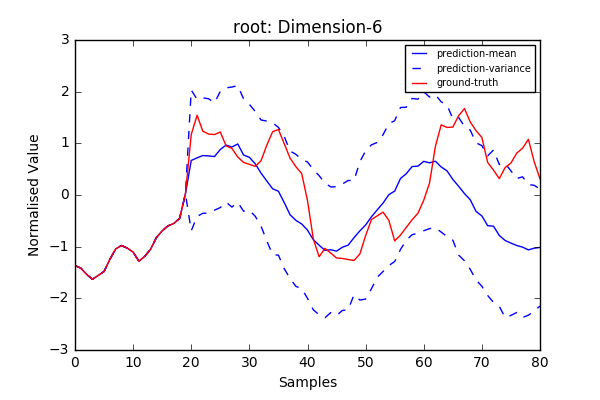 root: Dimension-6
prediction-mean
prediction-variance
ground-truth
3
2
1
0
−1
−2
−3
Normalised Value
0 10 20 30 40 50 60 70 80
Samples